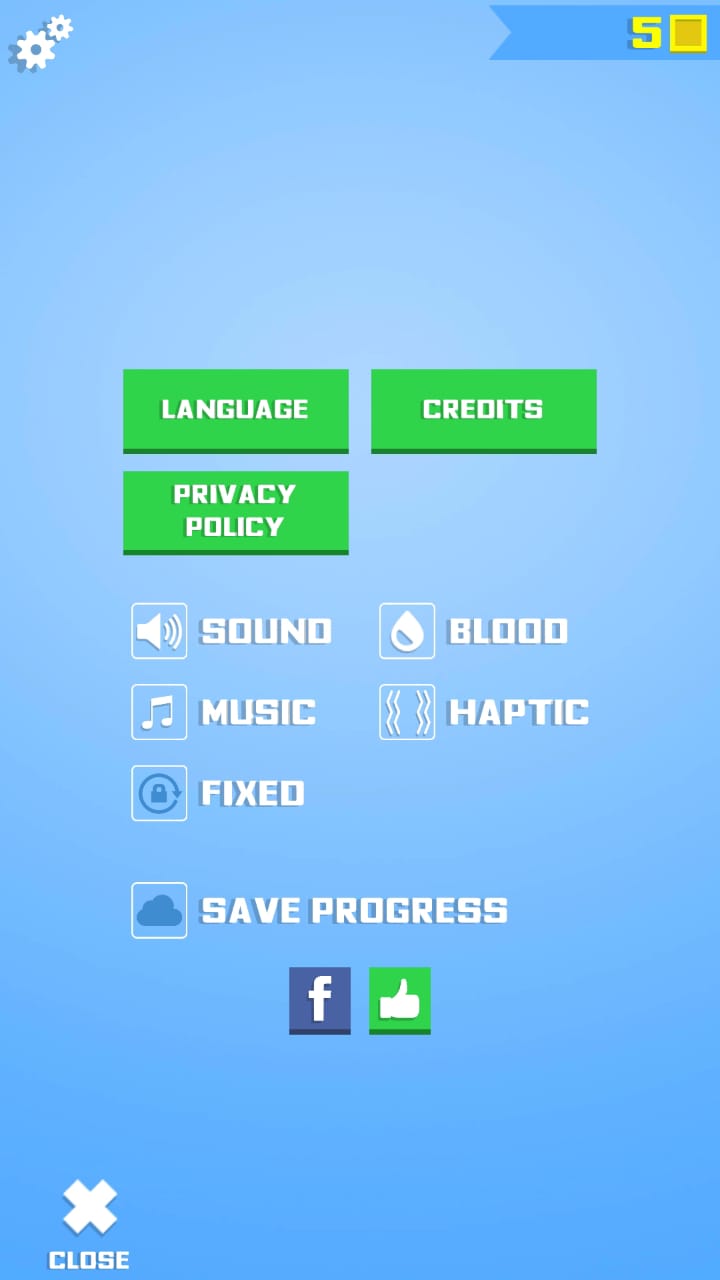 5
LANGUAGE
CREDITS
PRIVACY
POLICY
SOUND
BLOOD
MUSIC
HAPTIC
FIXED
SAVE PROGRESS
f
CLOSE